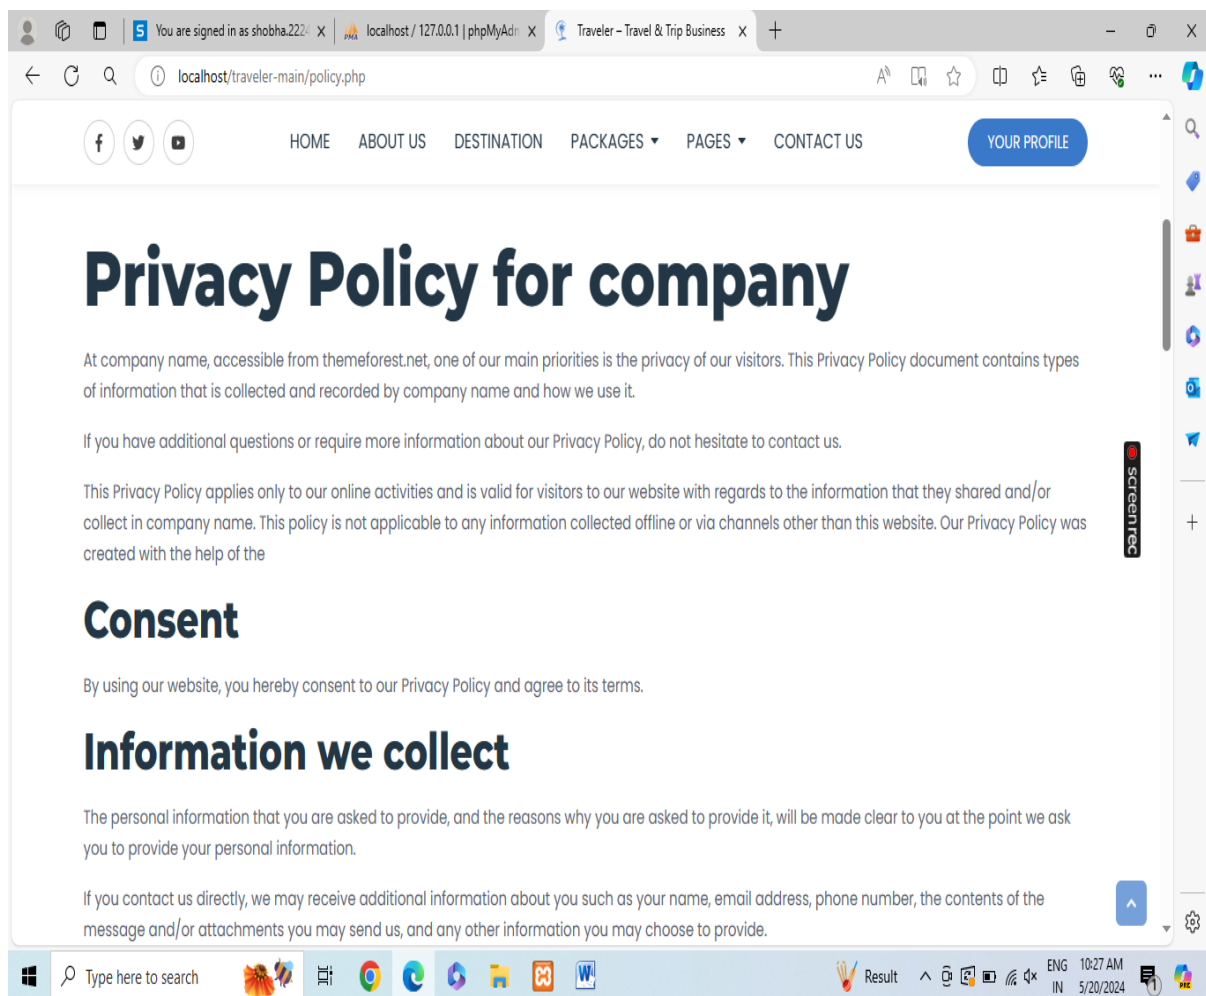 You are signed in as shobha.2224
localhost / 127.0.0.1 | phpMyAdm
Traveler – Travel & Trip Business
localhost/traveler-main/policy.php
HOME ABOUT US DESTINATION PACKAGES PAGES CONTACT US YOUR PROFILE
Privacy Policy for company
At company name, accessible from themeforest.net, one of our main priorities is the privacy of our visitors. This Privacy Policy document contains types
of information that is collected and recorded by company name and how we use it.
If you have additional questions or require more information about our Privacy Policy, do not hesitate to contact us.
This Privacy Policy applies only to our online activities and is valid for visitors to our website with regards to the information that they shared and/or
collect in company name. This policy is not applicable to any information collected offline or via channels other than this website. Our Privacy Policy was
created with the help of the
screenrec
Consent
By using our website, you hereby consent to our Privacy Policy and agree to its terms.
Information we collect
The personal information that you are asked to provide, and the reasons why you are asked to provide it, will be made clear to you at the point we ask
you to provide your personal information.
If you contact us directly, we may receive additional information about you such as your name, email address, phone number, the contents of the
message and/or attachments you may send us, and any other information you may choose to provide.
Type here to search
Result
ENG
IN
10:27 AM
5/20/2024
1